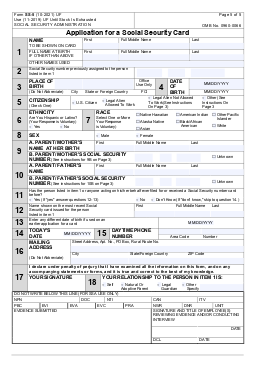 Form SS-5 (10-2021) UF
Use (11-2019) UF Until Stock Is Exhausted
SOCIAL SECURITY ADMINISTRATION
Page 5 of 5
OMB No. 0960-0066
Application for a Social Security Card
1 NAME
TO BE SHOWN ON CARD
First Full Middle Name Last
FULL NAME AT BIRTH
IF OTHER THAN ABOVE
First Full Middle Name Last
OTHER NAMES USED
2 Social Security number previously assigned to the person
listed in item 1
3 PLACE OF BIRTH
(Do Not Abbreviate) City State or Foreign Country FCI
Office Use Only
4 DATE OF BIRTH
MM/DD/YYYY
5 CITIZENSHIP
(Check One)
U.S. Citizen
Legal Alien Allowed To Work
Legal Alien Not Allowed To Work (See Instructions On Page 3)
Other (See Instructions On Page 3)
6 ETHNICITY
Are You Hispanic or Latino?
(Your Response is Voluntary)
Yes No
7 RACE
Select One or More
(Your Response is Voluntary)
Native Hawaiian
Alaska Native
Asian
American Indian
Black/African American
Other Pacific Islander
White
8 SEX
Male Female
9 A. PARENT/MOTHER'S
NAME AT HER BIRTH
First Full Middle Name Last
B. PARENT/MOTHER'S SOCIAL SECURITY
NUMBER (See instructions for 9B on Page 3)
Unknown
10 A. PARENT/FATHER'S
NAME
First Full Middle Name Last
B. PARENT/FATHER'S SOCIAL SECURITY
NUMBER (See instructions for 10B on Page 3)
Unknown
11 Has the person listed in item 1 or anyone acting on his/her behalf ever filed for or received a Social Security number card before?
Yes (If "yes" answer questions 12-13) No Don't Know (If "don't know," skip to question 14.)
12 Name shown on the most recent Social
Security card issued for the person
listed in item 1
First Full Middle Name Last
13 Enter any different date of birth if used on an
earlier application for a card
MM/DD/YYYY
14 TODAY'S DATE
MM/DD/YYYY
15 DAYTIME PHONE NUMBER
Area Code Number
16 MAILING ADDRESS
(Do Not Abbreviate)
Street Address, Apt. No., PO Box, Rural Route No.
City State/Foreign Country ZIP Code
I declare under penalty of perjury that I have examined all the information on this form, and on any
accompanying statements or forms, and it is true and correct to the best of my knowledge.
17 YOUR SIGNATURE
18 YOUR RELATIONSHIP TO THE PERSON IN ITEM 1 IS:
Self Natural Or Adoptive Parent Legal Guardian Other Specify
DO NOT WRITE BELOW THIS LINE (FOR SSA USE ONLY)
NPN DOC NTI CAN ITV
PBC EVI EVA EVC PRA NWR DNR UNIT
EVIDENCE SUBMITTED
SIGNATURE AND TITLE OF EMPLOYEE(S)
REVIEWING EVIDENCE AND/OR CONDUCTING
INTERVIEW
DATE
DCL DATE